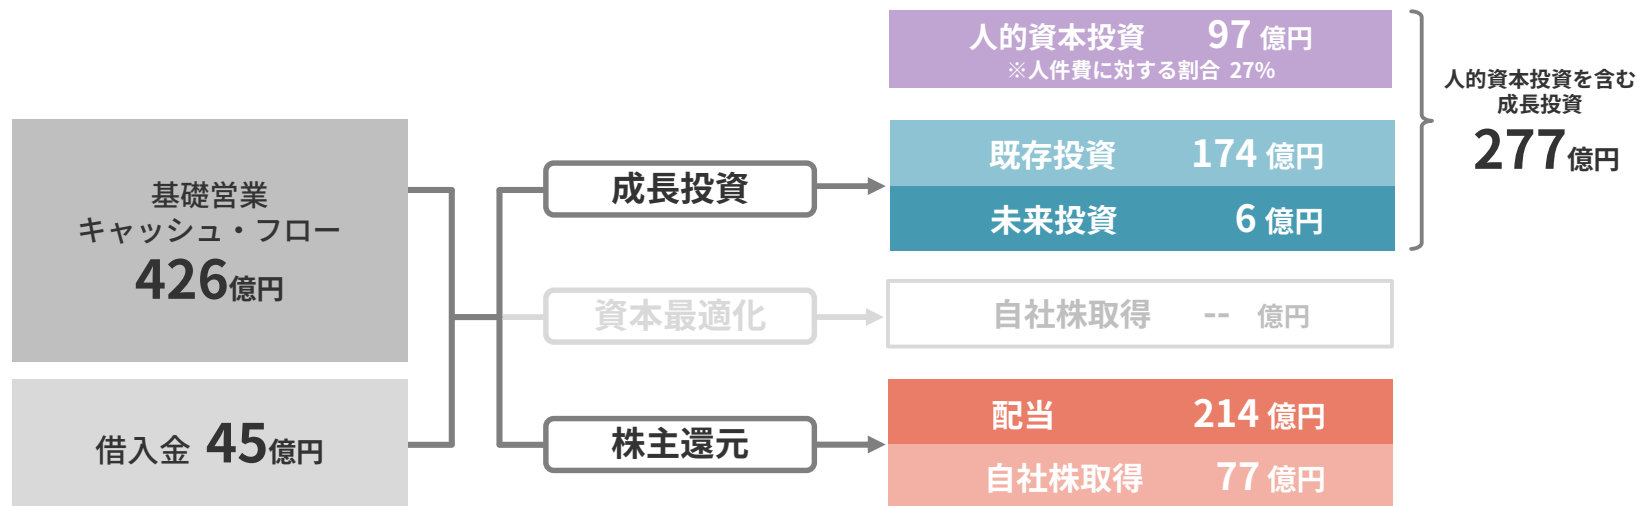 基礎営業
キャッシュ・フロー
426億円
借入金 45億円
成長投資
資本最適化
株主還元
人的資本投資 97 億円
※人件費に対する割合 27%
既存投資 174 億円
未来投資 6 億円
自社株取得 -- 億円
配当 214 億円
自社株取得 77 億円
人的資本投資を含む
成長投資
277億円